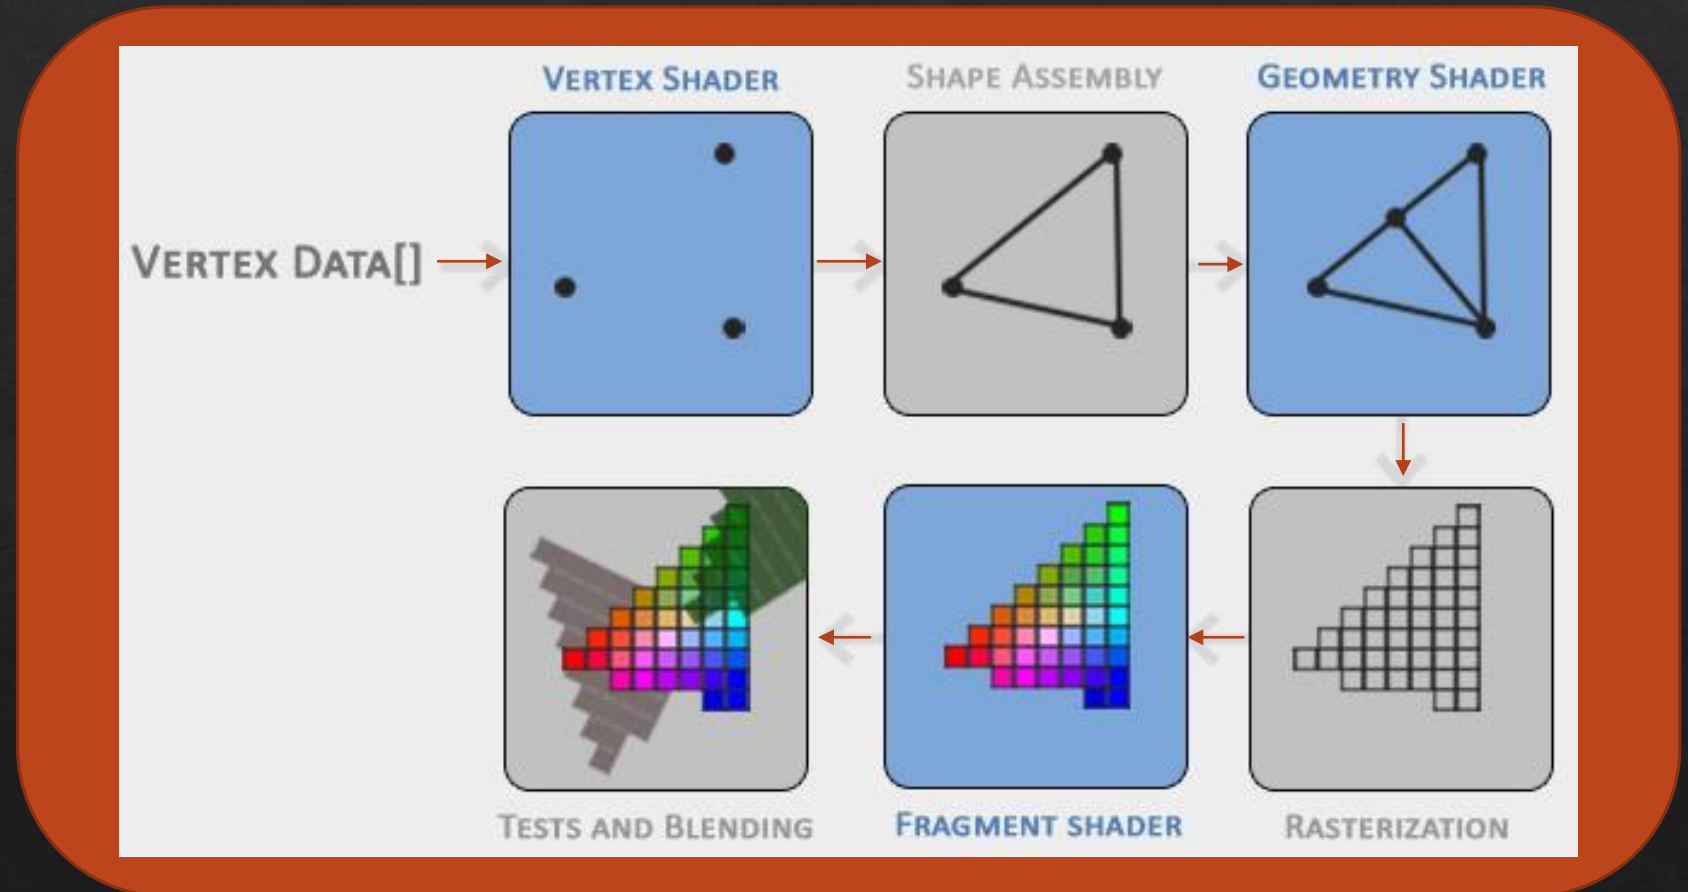 VERTEX SHADER
SHAPE ASSEMBLY
GEOMETRY SHADER
VERTEX DATA[]
TESTS AND BLENDING
FRAGMENT SHADER
RASTERIZATION